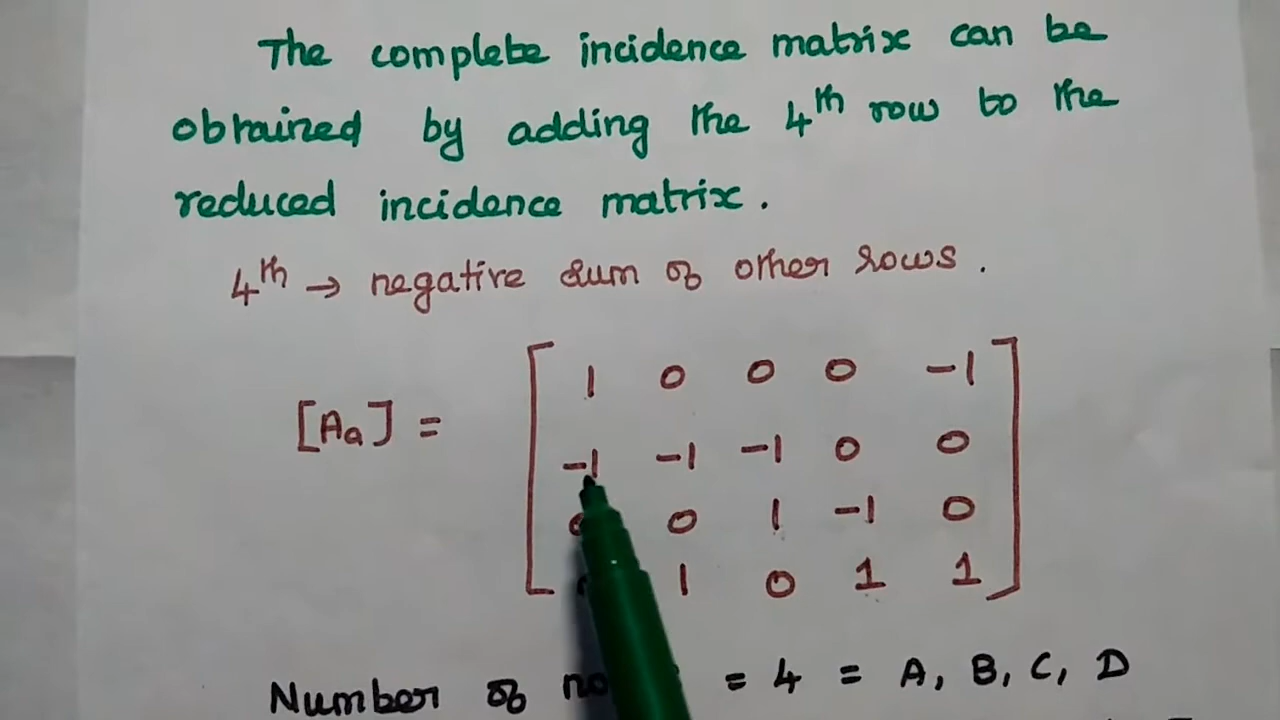 The complete incidence matrix can be
obtained by adding the 4th row to the
reduced incidence matrix.
4th → negative sum of other rows.
[Aa] =
1 0 0 0 -1
-1 -1 -1 0 0
0 1 -1 0
1 0 1 1
Number of = 4 = A, B, C, D